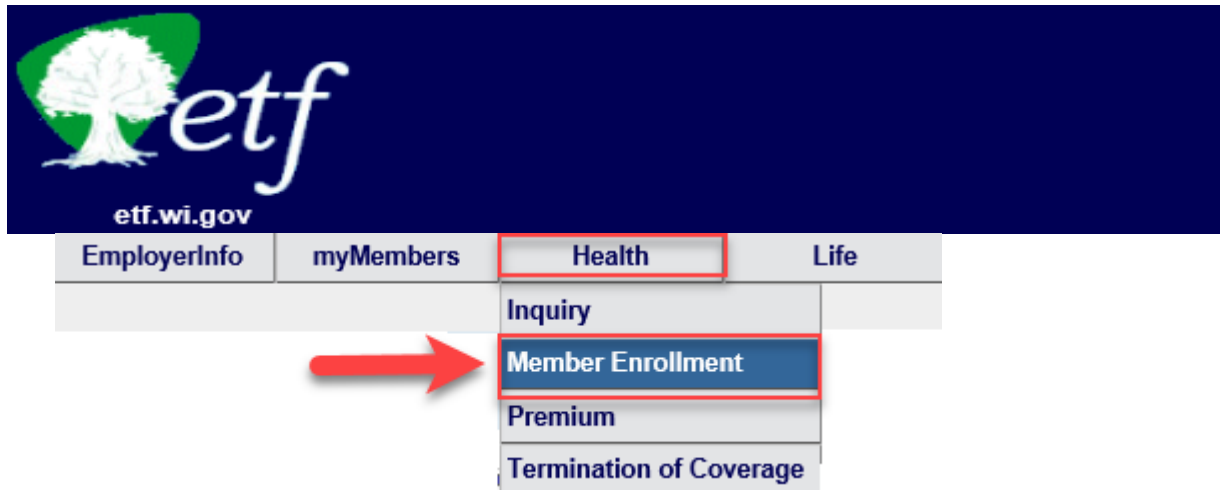 etf
etf.wi.gov
EmployerInfo myMembers Health Life
Inquiry
Member Enrollment
Premium
Termination of Coverage